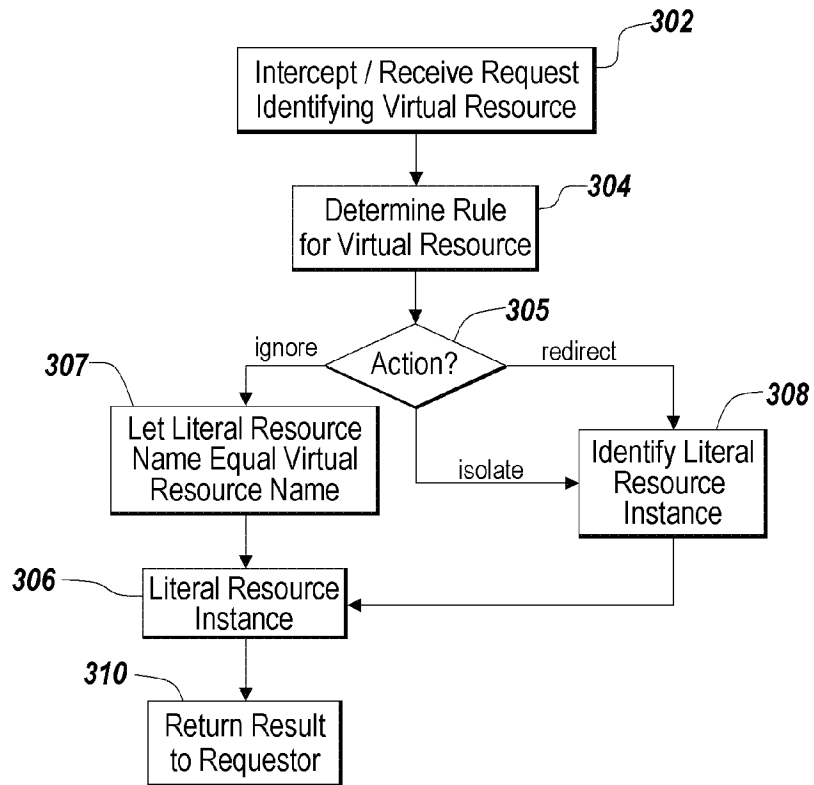 302
Intercept / Receive Request
Identifying Virtual Resource
304
Determine Rule
for Virtual Resource
305
Action?
ignore
redirect
isolate
307
Let Literal Resource
Name Equal Virtual
Resource Name
308
Identify Literal
Resource
Instance
306
Literal Resource
Instance
310
Return Result
to Requestor